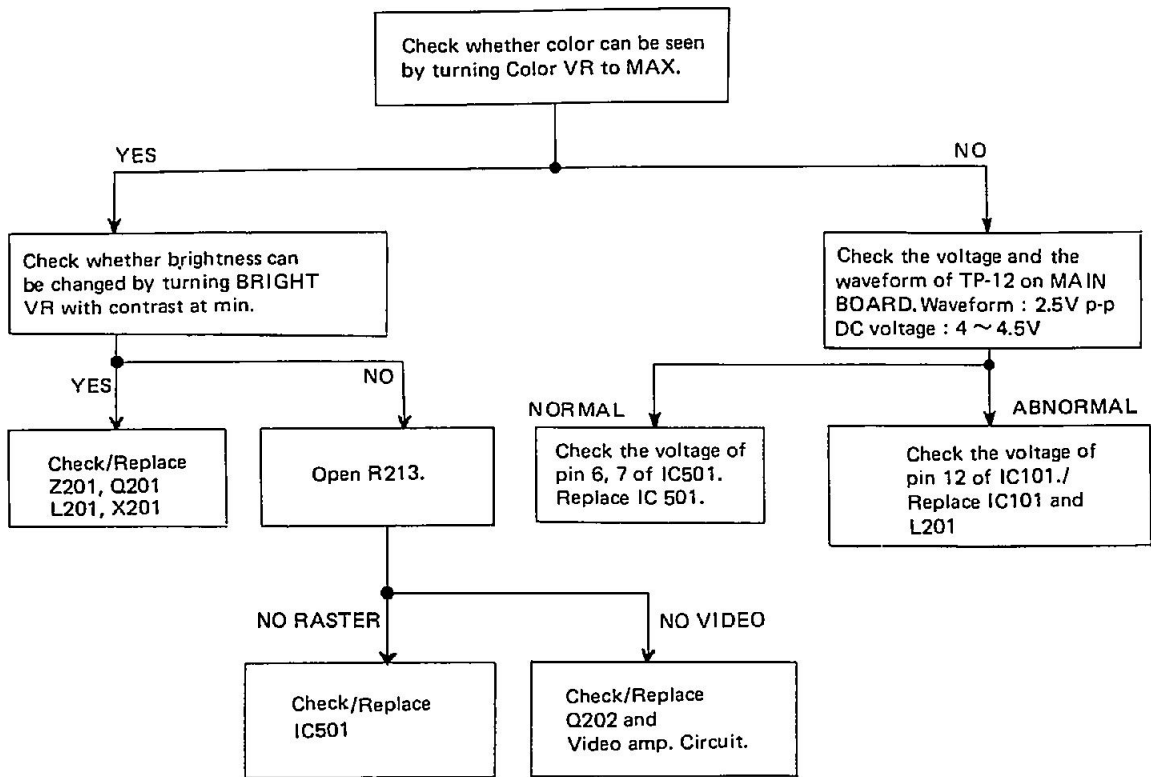 Check whether color can be seen
by turning Color VR to MAX.
YES
NO
Check whether brightness can
be changed by turning BRIGHT
VR with contrast at min.
Check the voltage and the
waveform of TP-12 on MAIN
BOARD. Waveform : 2.5V p-p
DC voltage : 4 ~ 4.5V
YES
NO
NORMAL
ABNORMAL
Check/Replace
Z201, Q201
L201, X201
Open R213.
Check the voltage of
pin 6, 7 of IC501.
Replace IC 501.
Check the voltage of
pin 12 of IC101./
Replace IC101 and
L201
NO RASTER
NO VIDEO
Check/Replace
IC501
Check/Replace
Q202 and
Video amp. Circuit.